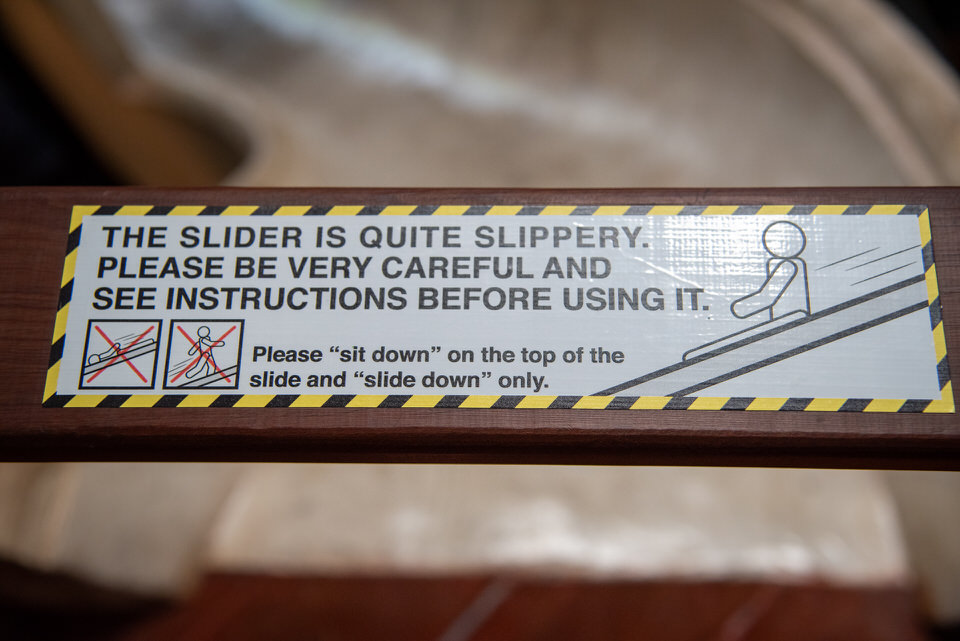 THE SLIDER IS QUITE SLIPPERY.
PLEASE BE VERY CAREFUL AND
SEE INSTRUCTIONS BEFORE USING IT.
Please “sit down” on the top of the
slide and “slide down” only.